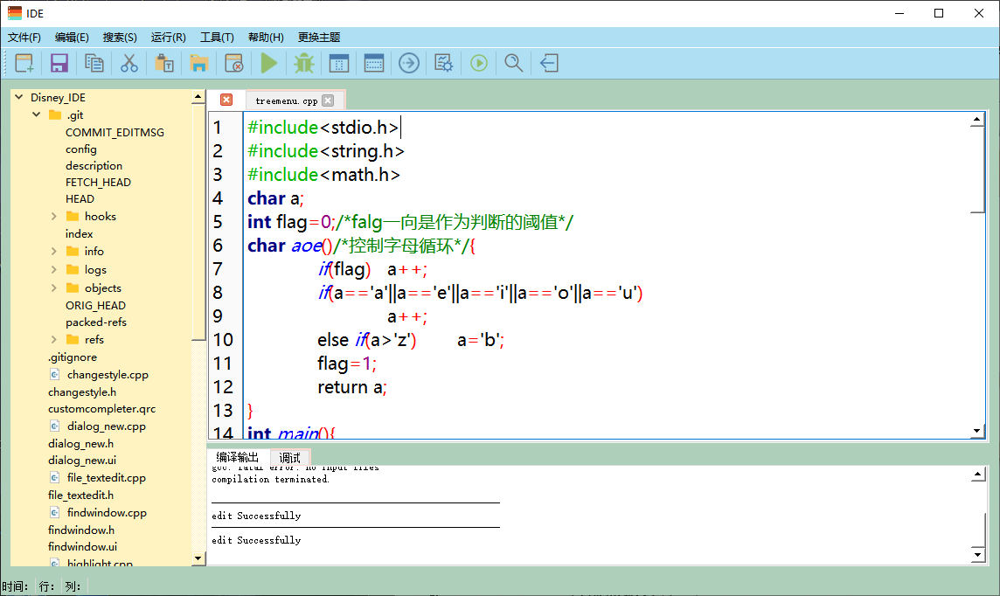 IDE
文件(F) 编辑(E) 搜索(S) 运行(R) 工具(T) 帮助(H) 更换主题
Disney_IDE
.git
COMMIT_EDITMSG
config
description
FETCH_HEAD
HEAD
hooks
index
info
logs
objects
ORIG_HEAD
packed-refs
refs
.gitignore
changestyle.cpp
changestyle.h
customcompleter.qrc
dialog_new.cpp
dialog_new.h
dialog_new.ui
file_textedit.cpp
file_textedit.h
findwindow.cpp
findwindow.h
findwindow.ui
highlight.cpp
treemenu.cpp
1 #include<stdio.h>
2 #include<string.h>
3 #include<math.h>
4 char a;
5 int flag=0;/*falg一向是作为判断的阈值*/
6 char aoe()/*控制字母循环*/{
7 if(flag) a++;
8 if(a=='a'||a=='e'||a=='i'||a=='o'||a=='u')
9 a++;
10 else if(a>'z') a='b';
11 flag=1;
12 return a;
13 }
14 int main(){
编译输出 调试
gcc: fatal error: no input files
compilation terminated.
edit Successfully
edit Successfully
时间: 行: 列: